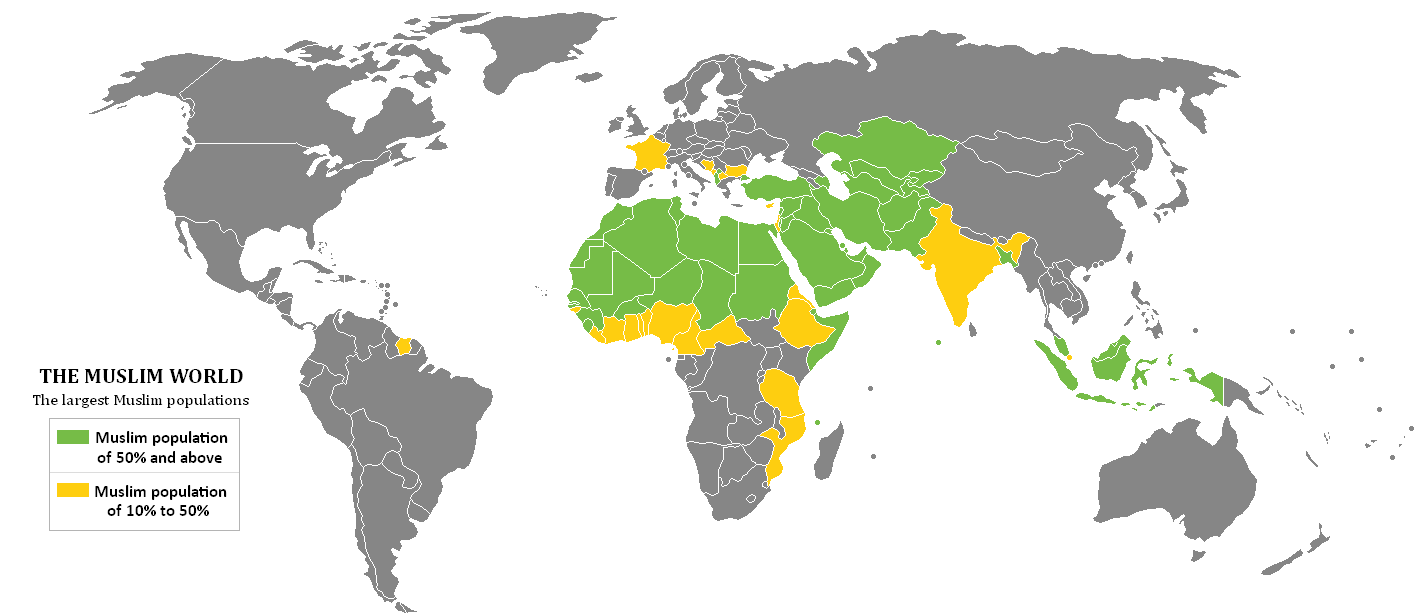 THE MUSLIM WORLD
The largest Muslim populations
Muslim population
of 50% and above
Muslim population
of 10% to 50%